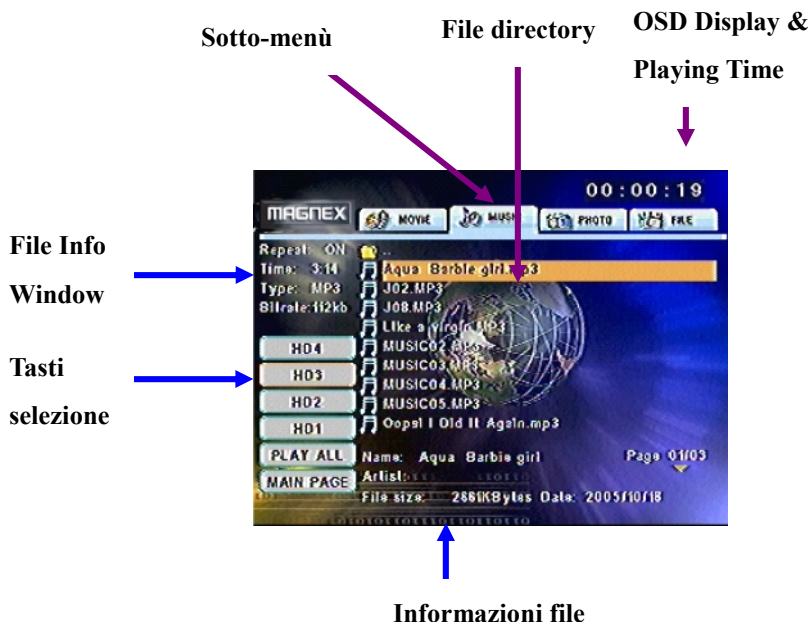 Sotto-menù
File directory
OSD Display &
Playing Time
00:00:19
MAGNEX
MOVIE
MUSIC
PHOTO
FILE
File Info
Window
Repeat: ON
Time: 3:14
Type: MP3
Bitrate:112kb
..
Aqua Barbie girl.mp3
J02.MP3
J08.MP3
Like a virgin.MP3
MUSIC02.MP3
MUSIC03.MP3
MUSIC04.MP3
MUSIC05.MP3
Oops! I Did It Again.mp3
Tasti
selezione
HD4
HD3
HD2
HD1
PLAY ALL
MAIN PAGE
Name: Aqua Barbie girl
Page 01/03
Artist:
File size: 2861KBytes Date: 2005/10/18
Informazioni file